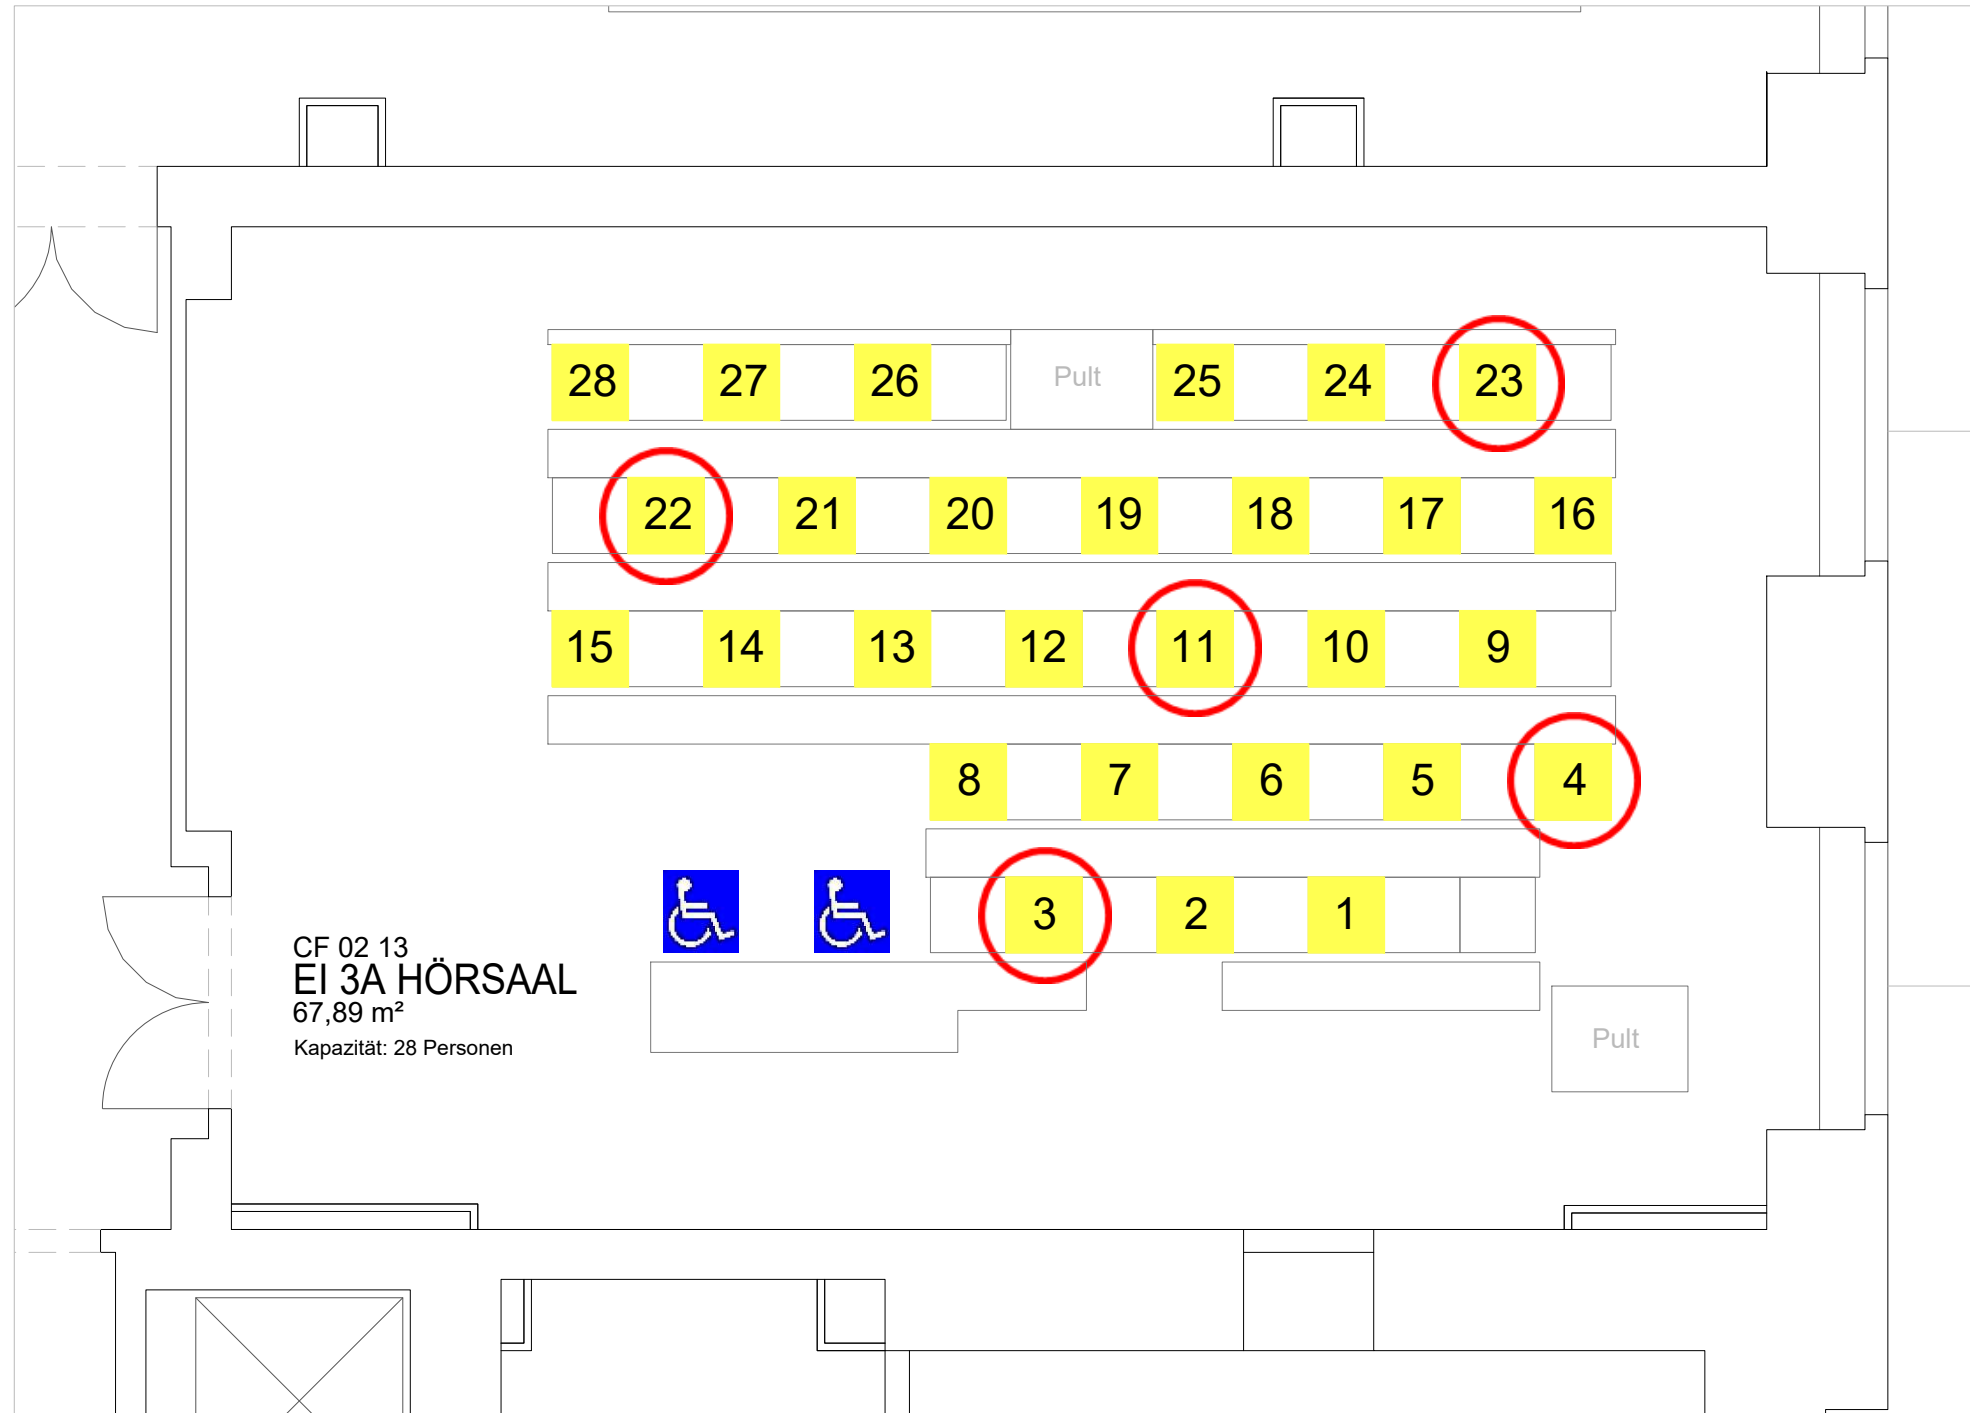 28 27 26 Pult 25 24 23
22 21 20 19 18 17 16
15 14 13 12 11 10 9
8 7 6 5 4
3 2 1
CF 02 13
EI 3A HÖRSAAL
67,89 m²
Kapazität: 28 Personen
Pult